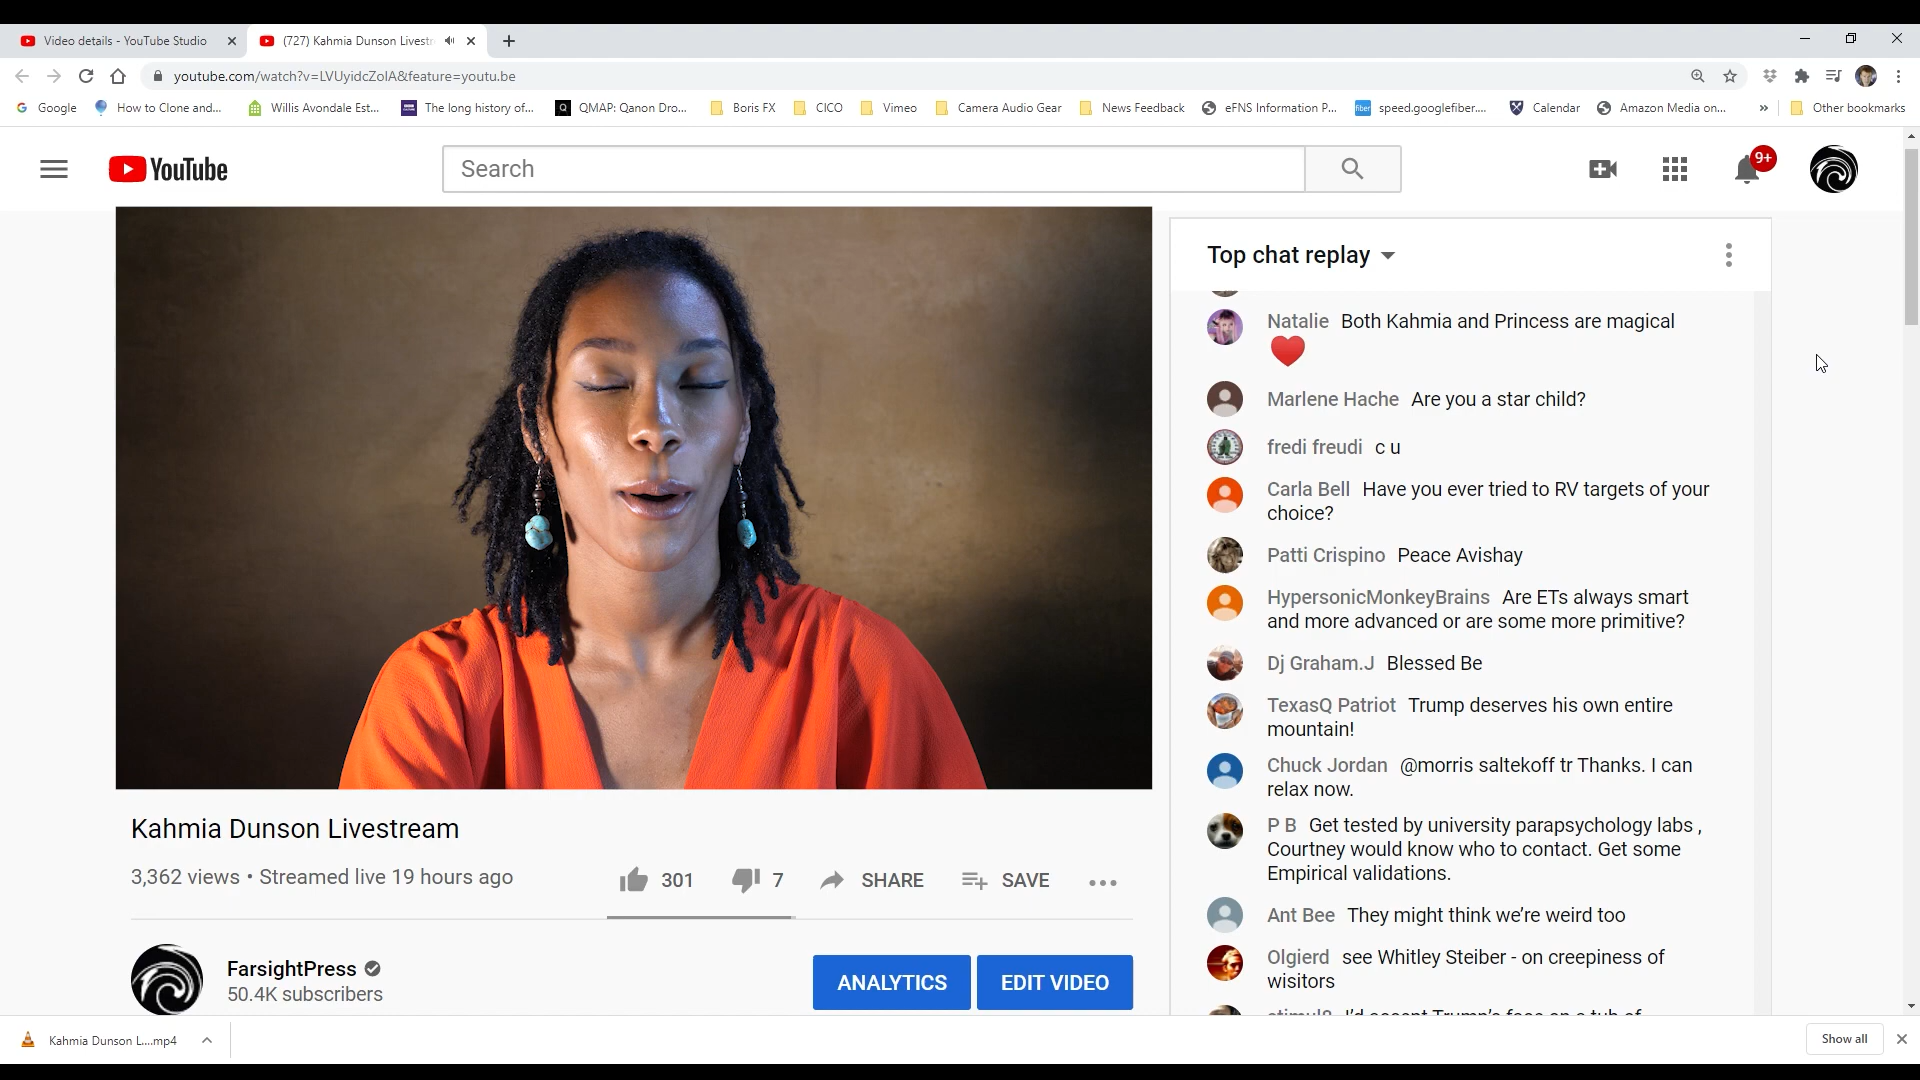 Video details - YouTube Studio
(727) Kahmia Dunson Livestr
youtube.com/watch?v=LVUyidcZoIA&feature=youtu.be
Google
How to Clone and...
Willis Avondale Est...
The long history of...
QMAP: Qanon Dro...
Boris FX
CICO
Vimeo
Camera Audio Gear
News Feedback
eFNS Information P...
speed.googlefiber....
Calendar
Amazon Media on...
»
Other bookmarks
YouTube
Search
9+
Top chat replay
Natalie Both Kahmia and Princess are magical
Marlene Hache Are you a star child?
fredi freudi c u
Carla Bell Have you ever tried to RV targets of your
choice?
Patti Crispino Peace Avishay
HypersonicMonkeyBrains Are ETs always smart
and more advanced or are some more primitive?
Dj Graham.J Blessed Be
TexasQ Patriot Trump deserves his own entire
mountain!
Chuck Jordan @morris saltekoff tr Thanks. I can
relax now.
P B Get tested by university parapsychology labs ,
Courtney would know who to contact. Get some
Empirical validations.
Ant Bee They might think we're weird too
Olgierd see Whitley Steiber - on creepiness of
wisitors
Kahmia Dunson Livestream
3,362 views • Streamed live 19 hours ago
301
7
SHARE
SAVE
FarsightPress
50.4K subscribers
ANALYTICS
EDIT VIDEO
Kahmia Dunson L....mp4
Show all